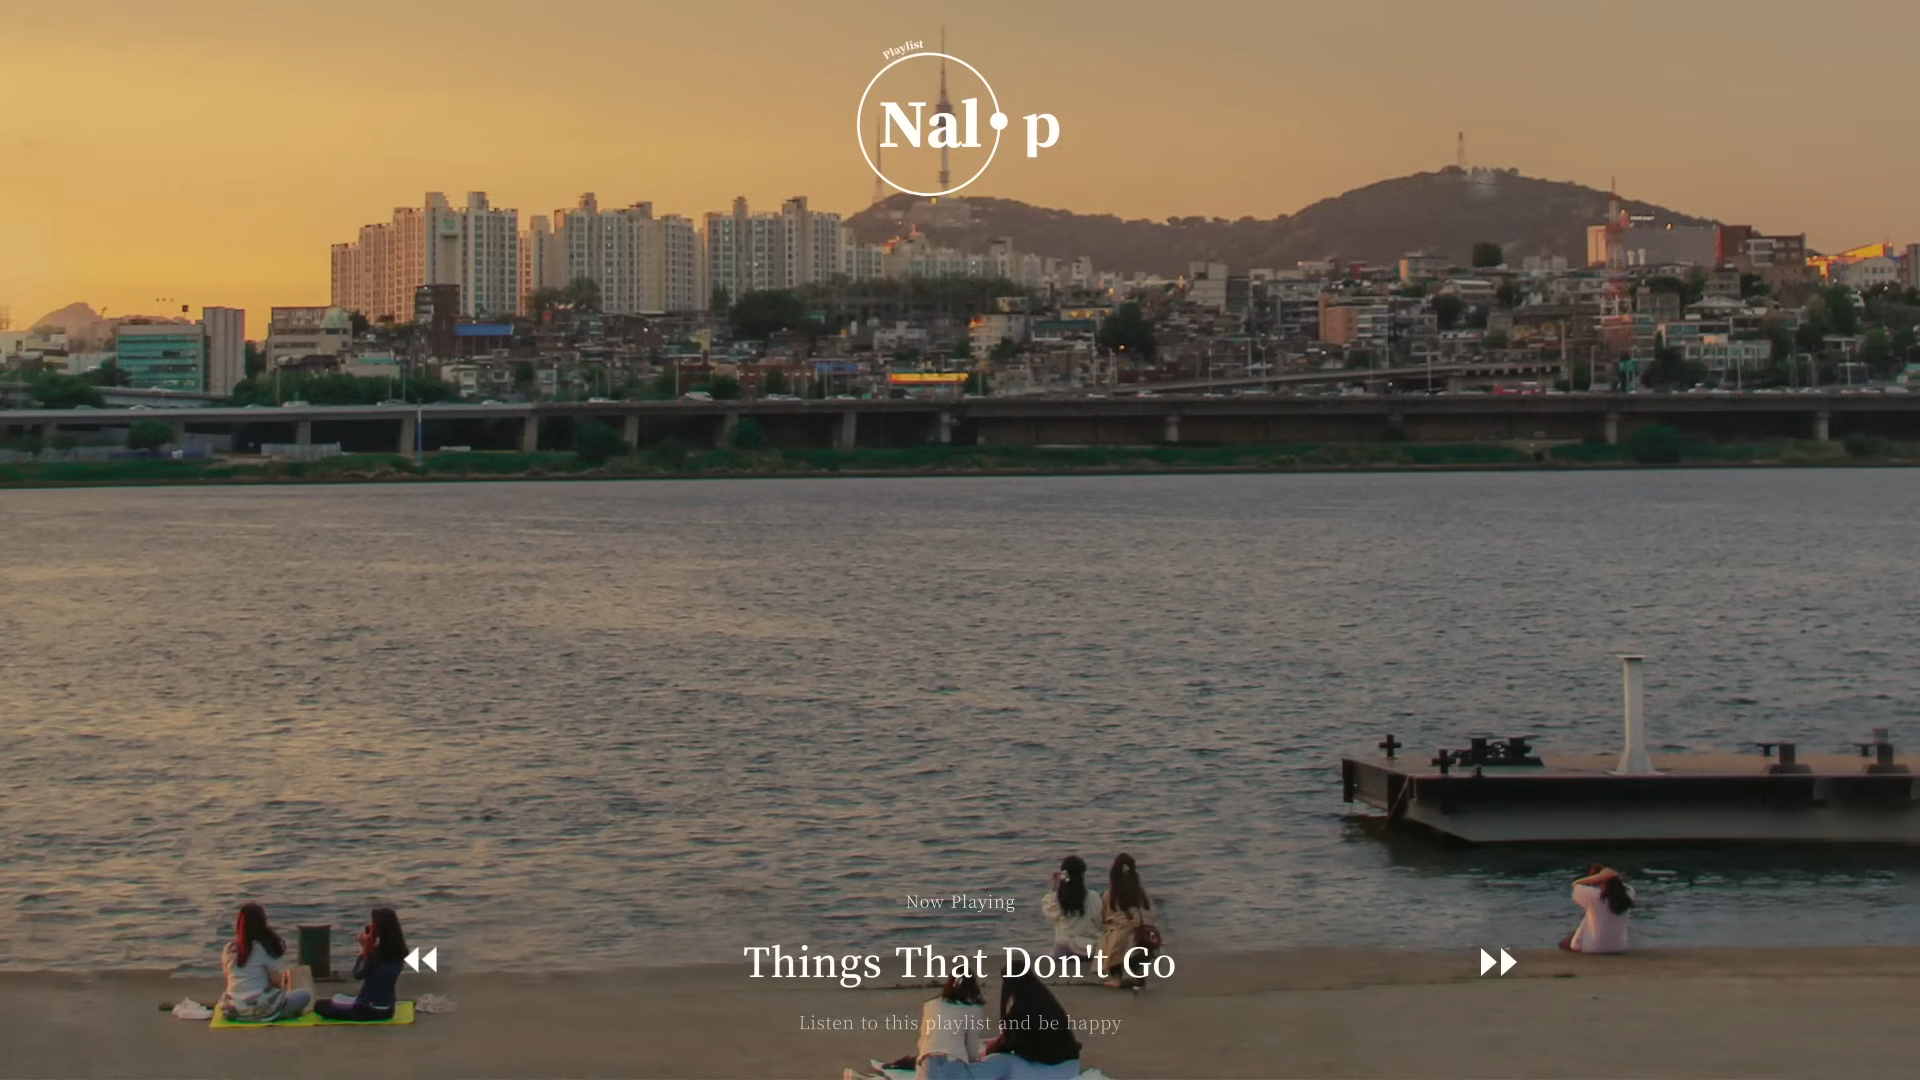 Playlist
Nal•p
Now Playing
Things That Don't Go
Listen to this playlist and be happy